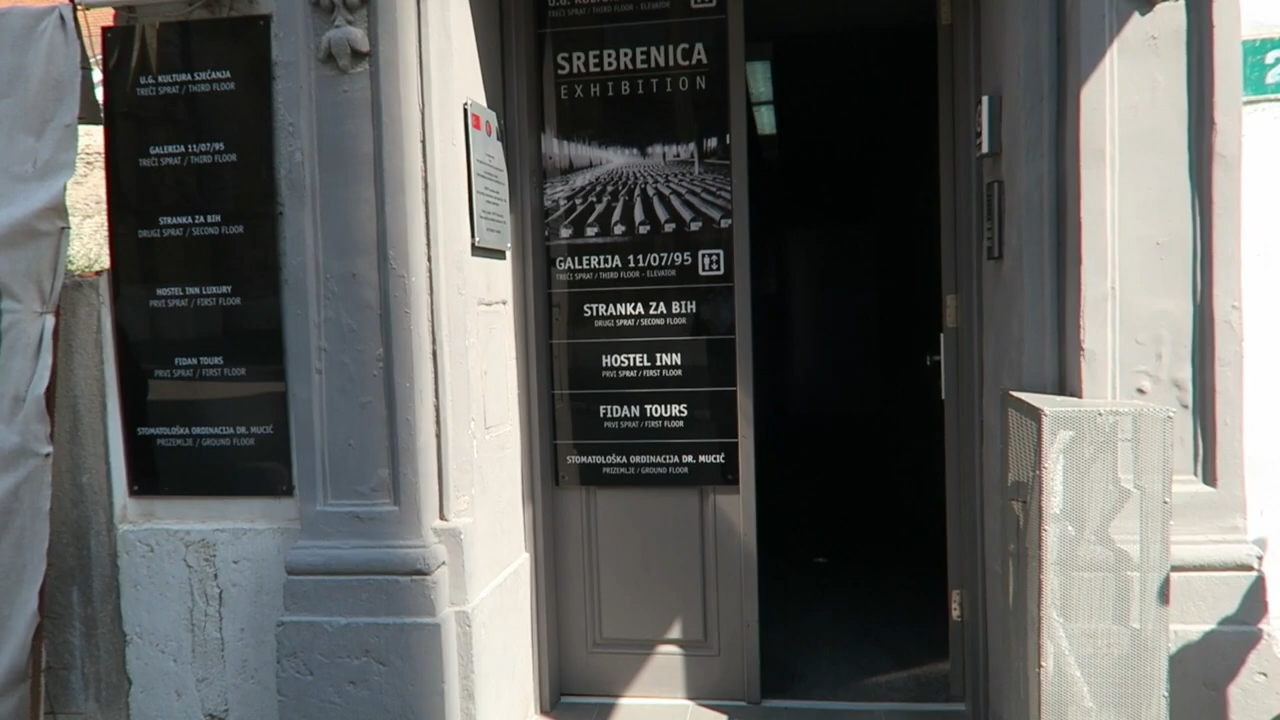 U.G. KULTURA SJEĆANJA
TREĆI SPRAT / THIRD FLOOR
GALERIJA 11/07/95
TREĆI SPRAT / THIRD FLOOR
STRANKA ZA BIH
DRUGI SPRAT / SECOND FLOOR
HOSTEL INN LUXURY
PRVI SPRAT / FIRST FLOOR
FIDAN TOURS
PRVI SPRAT / FIRST FLOOR
STOMATOLOŠKA ORDINACIJA DR. MUCIĆ
PRIZEMLJE / GROUND FLOOR
TREĆI SPRAT / THIRD FLOOR - ELEVATOR
SREBRENICA
EXHIBITION
GALERIJA 11/07/95
TREĆI SPRAT / THIRD FLOOR - ELEVATOR
STRANKA ZA BIH
DRUGI SPRAT / SECOND FLOOR
HOSTEL INN
PRVI SPRAT / FIRST FLOOR
FIDAN TOURS
PRVI SPRAT / FIRST FLOOR
STOMATOLOŠKA ORDINACIJA DR. MUCIĆ
PRIZEMLJE / GROUND FLOOR
2